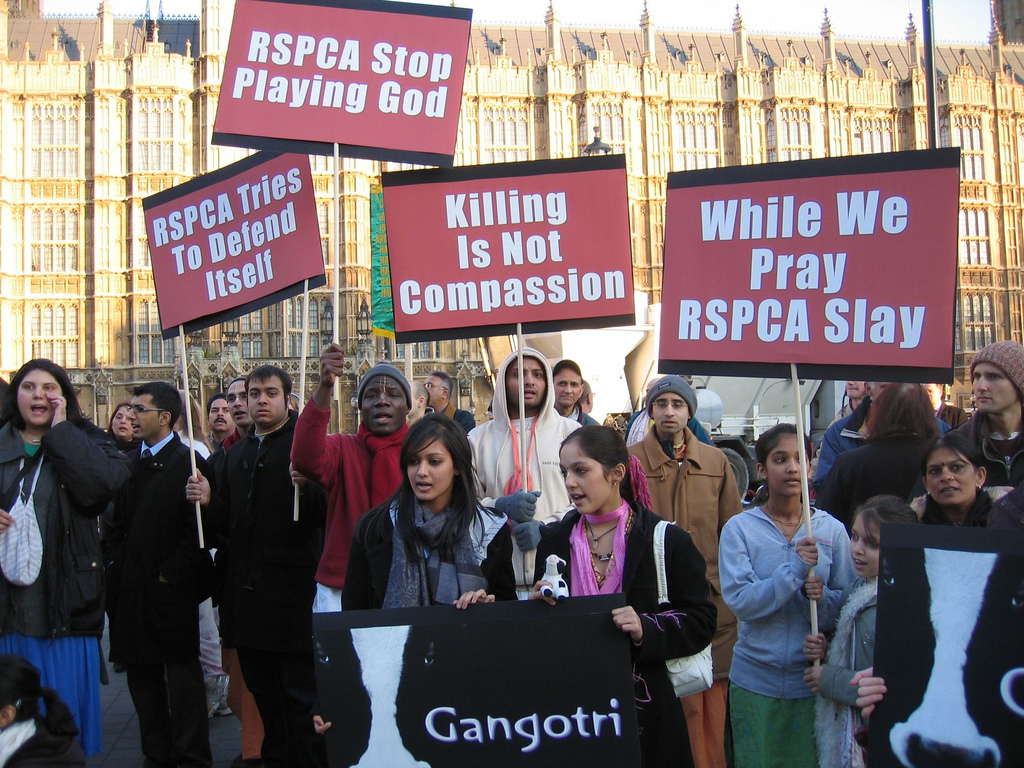 RSPCA Stop
Playing God
RSPCA Tries
To Defend
Itself
Killing
Is Not
Compassion
While We
Pray
RSPCA Slay
Gangotri